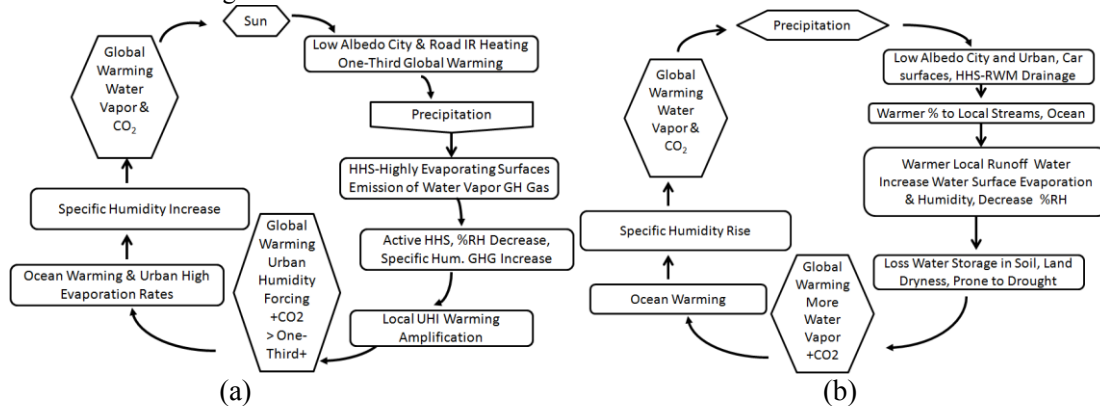 Sun
Low Albedo City & Road IR Heating
One-Third Global Warming
Precipitation
HHS-Highly Evaporating Surfaces
Emission of Water Vapor GH Gas
Active HHS, %RH Decrease,
Specific Hum. GHG Increase
Local UHI Warming
Amplification
Global
Warming
Urban
Humidity
Forcing
+CO2
> One-
Third+
Ocean Warming & Urban High
Evaporation Rates
Specific Humidity Increase
Global
Warming
Water
Vapor &
CO2
(a)
Precipitation
Low Albedo City and Urban, Car
surfaces, HHS-RWM Drainage
Warmer % to Local Streams, Ocean
Warmer Local Runoff Water
Increase Water Surface Evaporation
& Humidity, Decrease %RH
Loss Water Storage in Soil, Land
Dryness, Prone to Drought
Global
Warming
More
Water
Vapor
+CO2
Ocean Warming
Specific Humidity Rise
Global
Warming
Water
Vapor &
CO2
(b)